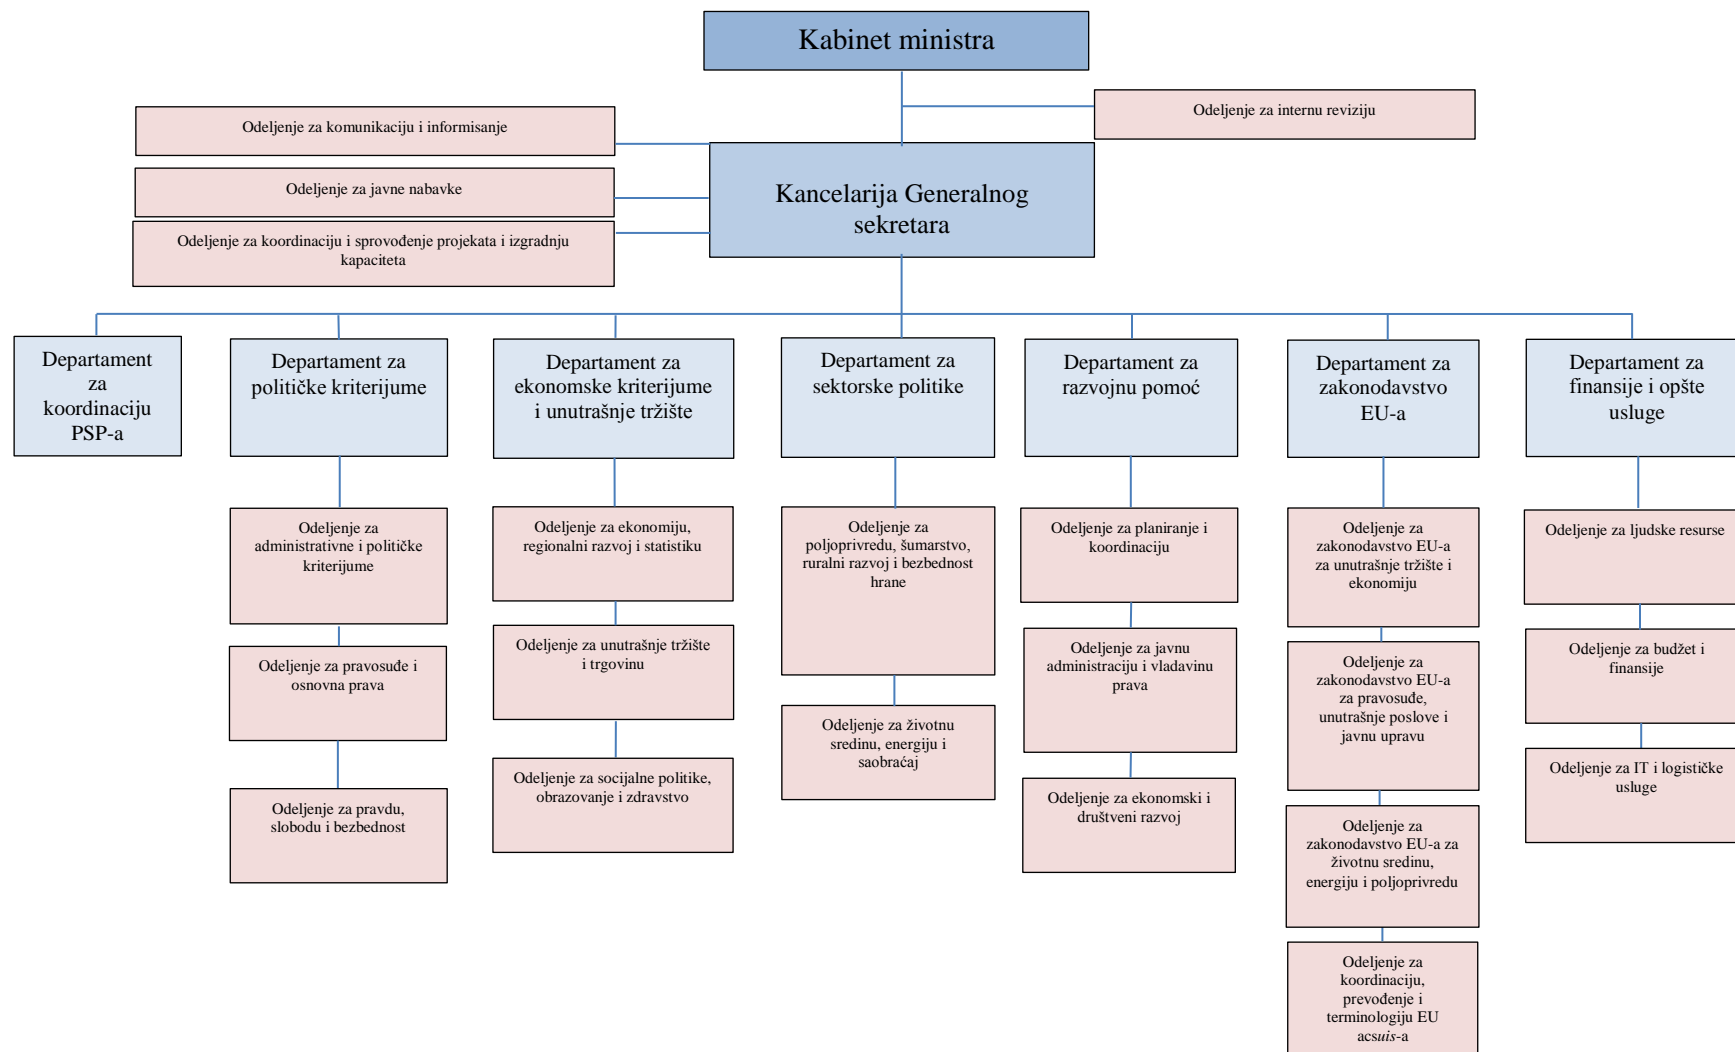 Kabinet ministra
Odeljenje za internu reviziju
Odeljenje za komunikaciju i informisanje
Odeljenje za javne nabavke
Odeljenje za koordinaciju i sprovođenje projekata i izgradnju
kapaciteta
Kancelarija Generalnog
sekretara
Departament
za
koordinaciju
PSP-a
Departament za
političke kriterijume
Departament za
ekonomske kriterijume
i unutrašnje tržište
Departament za
sektorske politike
Departament za
razvojnu pomoć
Departament za
zakonodavstvo
EU-a
Departament za
finansije i opšte
usluge
Odeljenje za
administrativne i političke
kriterijume
Odeljenje za pravosuđe i
osnovna prava
Odeljenje za pravdu,
slobodu i bezbednost
Odeljenje za ekonomiju,
regionalni razvoj i statistiku
Odeljenje za unutrašnje tržište
i trgovinu
Odeljenje za socijalne politike,
obrazovanje i zdravstvo
Odeljenje za
poljoprivredu, šumarstvo,
ruralni razvoj i bezbednost
hrane
Odeljenje za životnu
sredinu, energiju i
saobraćaj
Odeljenje za planiranje i
koordinaciju
Odeljenje za javnu
administraciju i vladavinu
prava
Odeljenje za ekonomski i
društveni razvoj
Odeljenje za
zakonodavstvo EU-a
za unutrašnje tržište i
ekonomiju
Odeljenje za
zakonodavstvo EU-a
za pravosuđe,
unutrašnje poslove i
javnu upravu
Odeljenje za
zakonodavstvo EU-a za
životnu sredinu,
energiju i poljoprivredu
Odeljenje za
koordinaciju,
prevođenje i
terminologiju EU
acsuis-a
Odeljenje za ljudske resurse
Odeljenje za budžet i
finansije
Odeljenje za IT i logističke
usluge